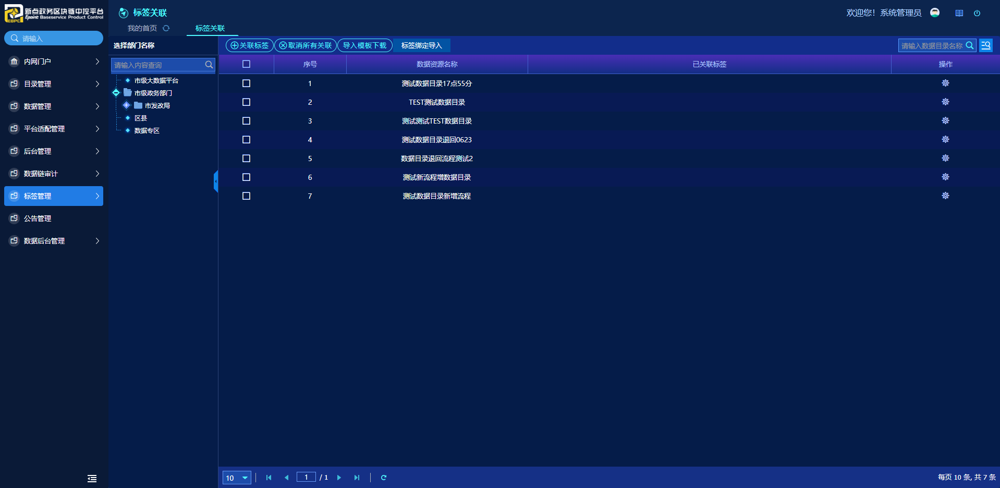 新点政务区块链中控平台
Epoint Baseservice Product Control
EBPC
标签关联
欢迎您！系统管理员
我的首页
标签关联
请输入
内网门户
目录管理
数据管理
平台适配管理
后台管理
数据链审计
标签管理
公告管理
数据后台管理
选择部门名称
请输入内容查询
市级大数据平台
市级政务部门
市发改局
区县
数据专区
关联标签 取消所有关联 导入模板下载 标签绑定导入
请输入数据目录名称
序号 数据资源名称 已关联标签 操作
1 测试数据目录17点55分
2 TEST测试数据目录
3 测试测试TEST数据目录
4 测试数据目录退回0623
5 数据目录退回流程测试2
6 测试新流程增数据目录
7 测试数据目录新增流程
10 1 / 1
每页 10 条, 共 7 条